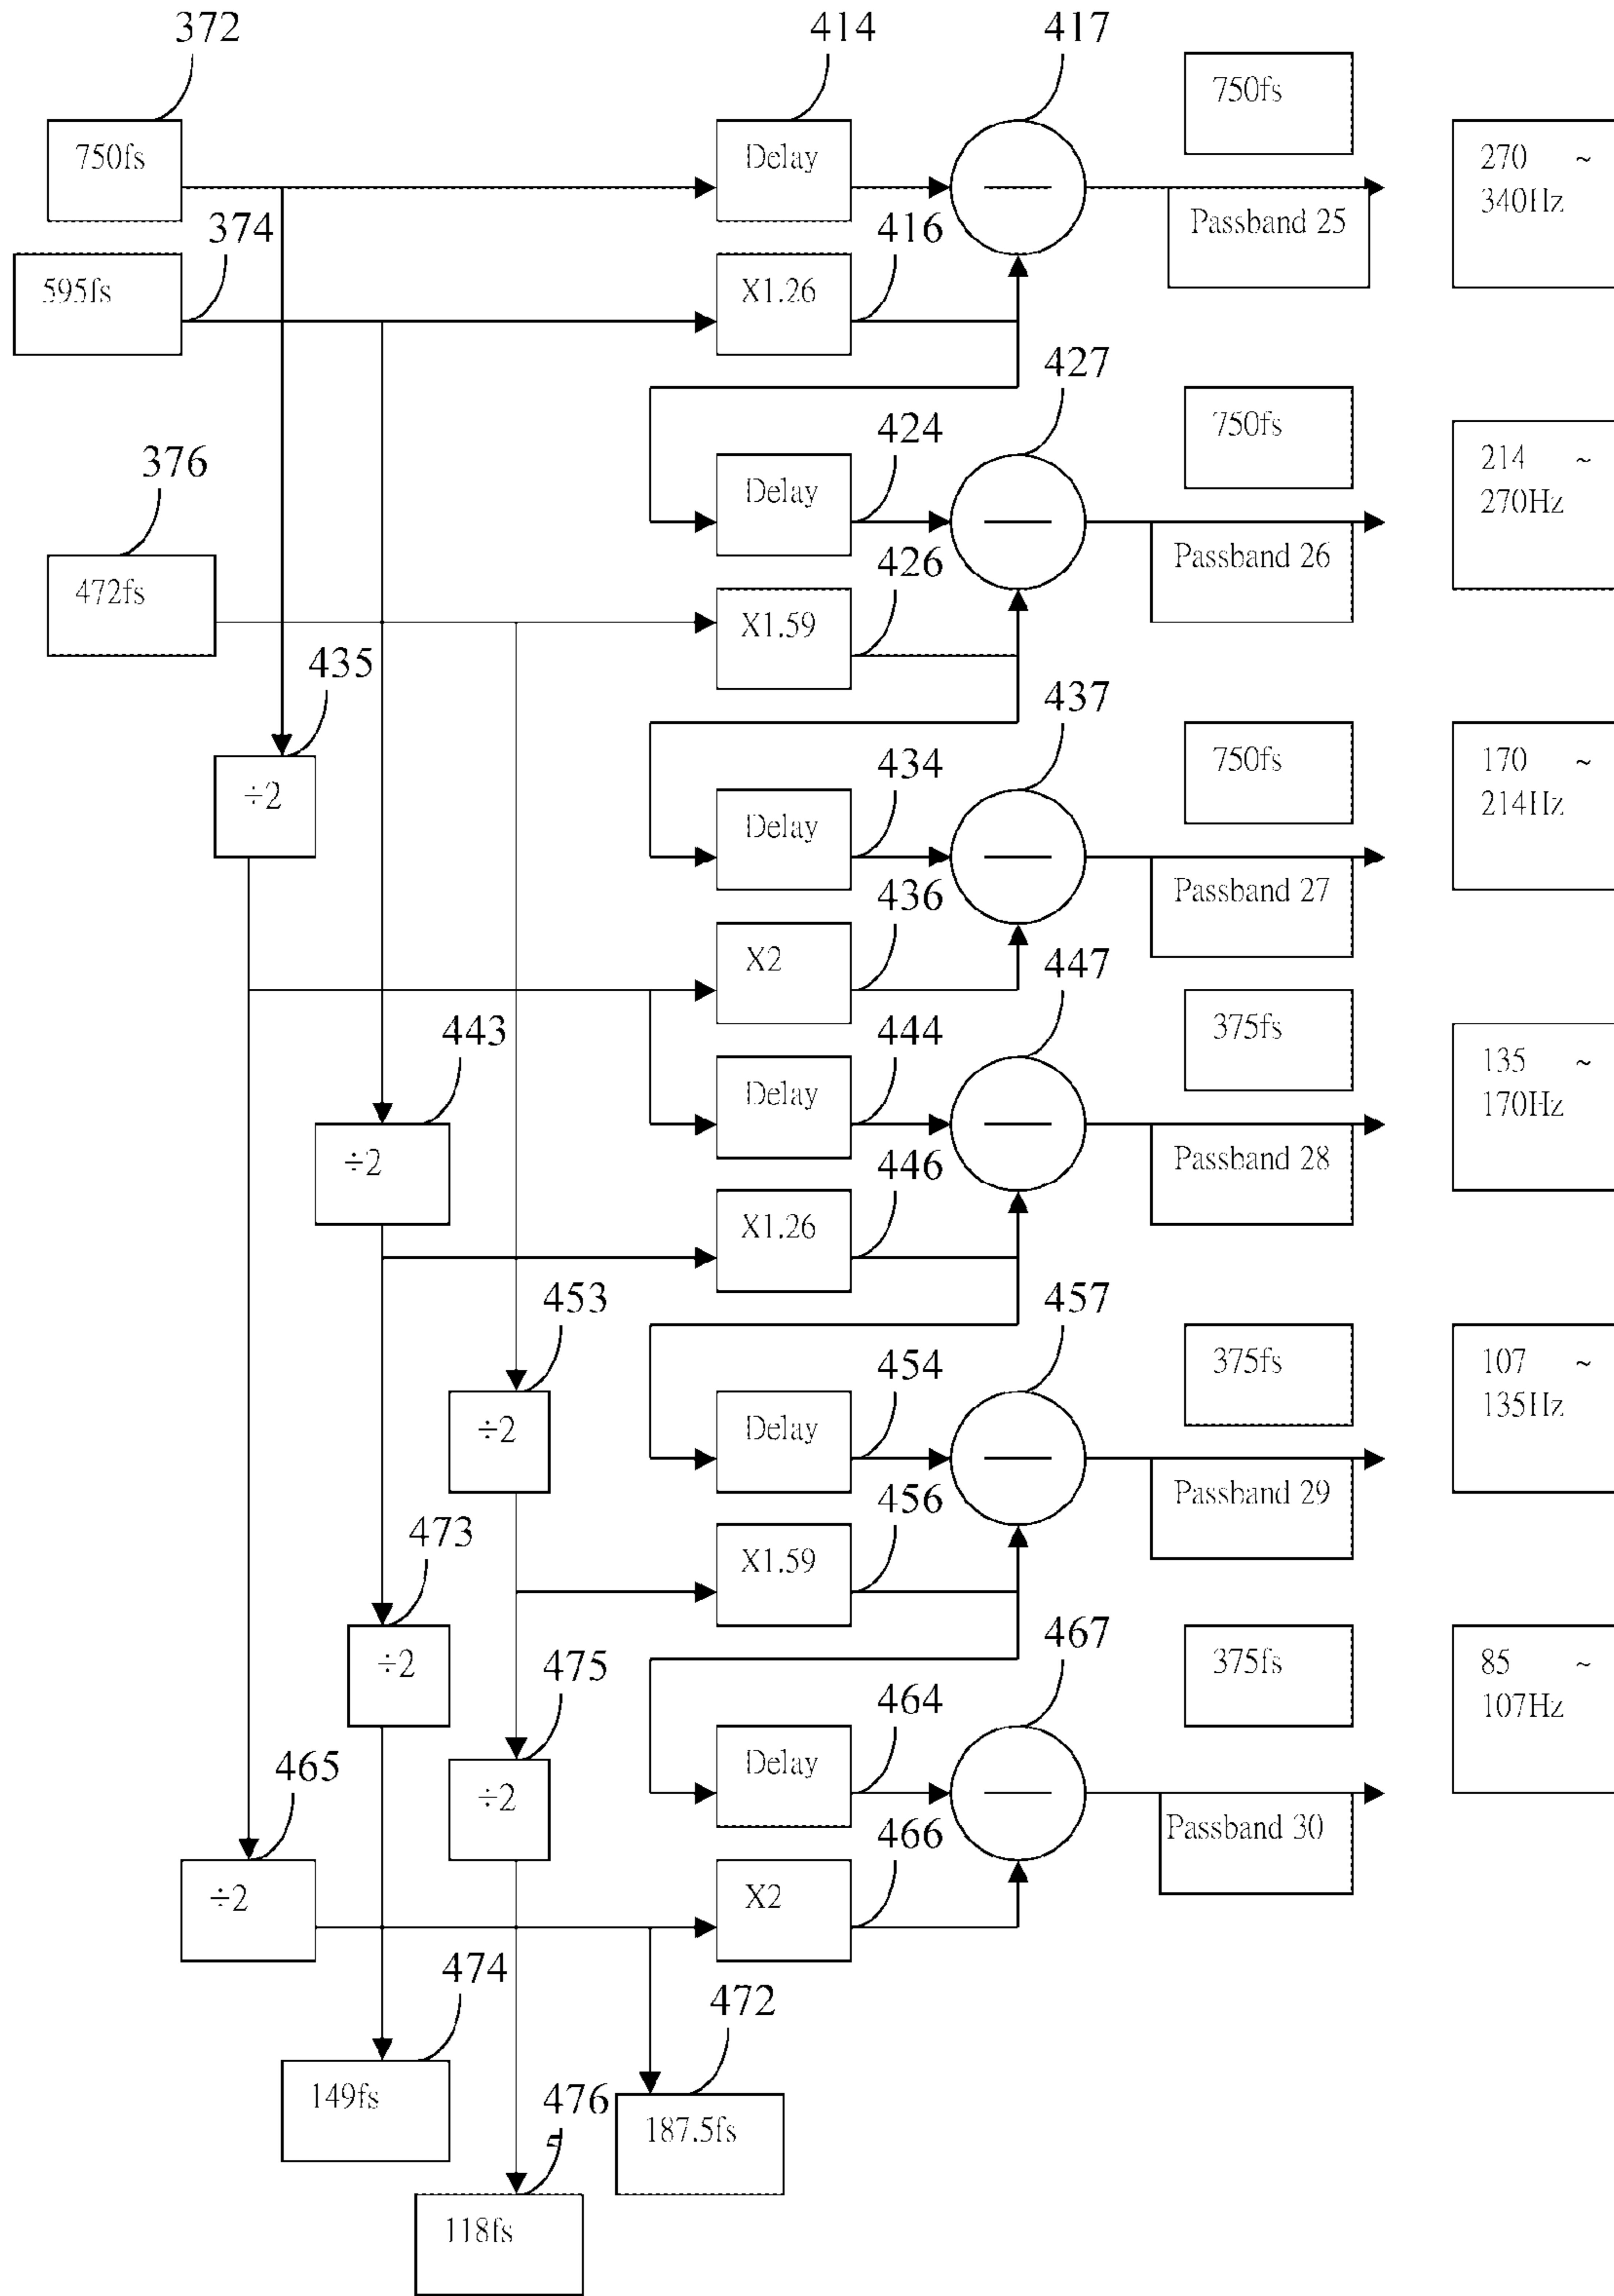 372
414
417
750fs
750fs
Delay
270 ~
340Hz
374
416
Passband 25
595fs
X1.26
427
424
750fs
376
Delay
214 ~
270Hz
426
Passband 26
472fs
X1.59
435
437
434
750fs
170 ~
214Hz
÷2
Delay
436
Passband 27
X2
447
443
444
375fs
135 ~
170Hz
Delay
÷2
446
Passband 28
X1.26
453
457
454
375fs
107 ~
135Hz
÷2
Delay
456
Passband 29
473
X1.59
467
÷2
475
464
375fs
85 ~
107Hz
465
÷2
Delay
466
Passband 30
÷2
X2
474
472
149fs
476
5
187.5fs
118fs